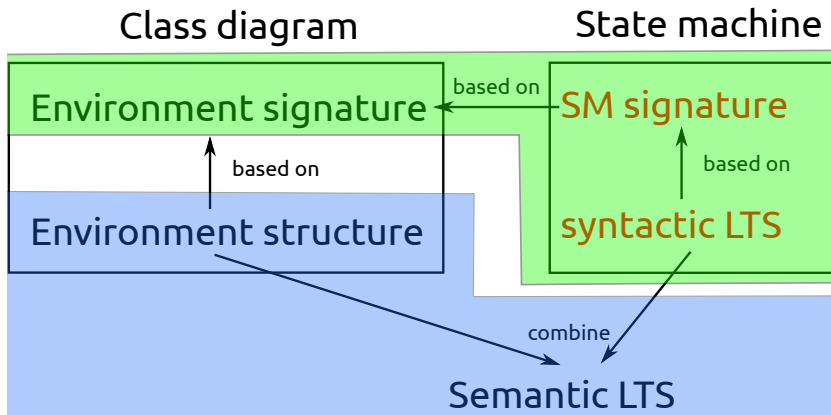 Class diagram
State machine
Environment signature
based on
SM signature
based on
based on
Environment structure
syntactic LTS
combine
Semantic LTS